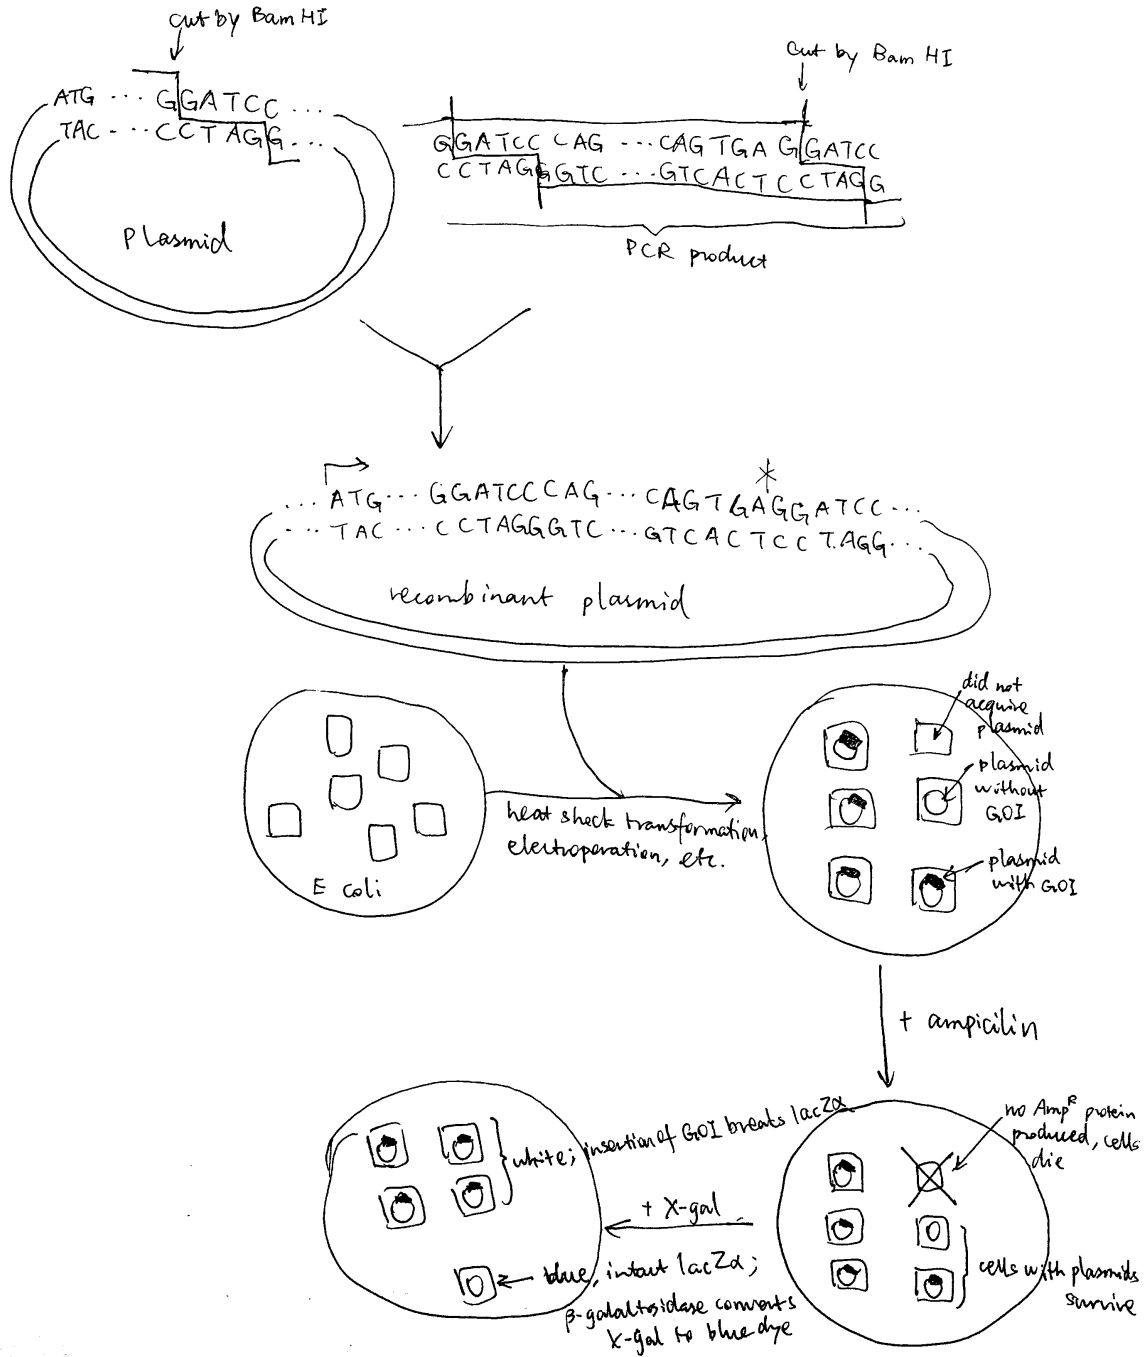 cut by Bam HI
ATG ... GGATCC ...
TAC ... CCTAGG ...
plasmid
cut by Bam HI
GGATCC CAG ... CAGTGA GGATCC
CCTAGGGTC ... GTCACTCCTAGG
PCR product
*
... ATG ... GGATCCCAG ... CAGTGAGGATCC ...
... TAC ... CCTAGGGTC ... GTCACTCCTAGG ...
recombinant plasmid
E coli
heat shock transformation,
electroperation, etc.
did not
acquire
plasmid
plasmid
without
GOI
plasmid
with GOI
+ ampicilin
no Ampᴿ protein
produced, cells
die
cells with plasmids
survive
+ X-gal
white; insertion of GOI breaks lacZα
blue, intact lacZα;
β-galaltosidase converts
X-gal to blue dye